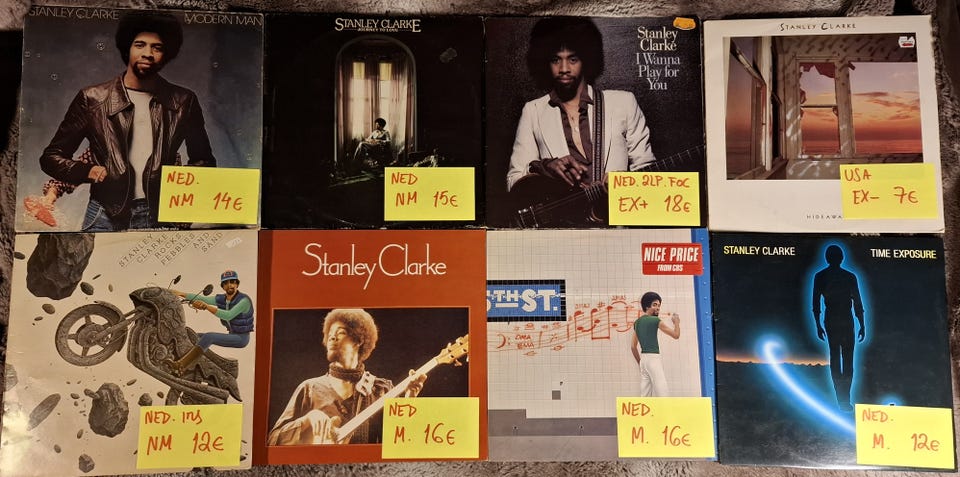 STANLEY CLARKE
MODERN MAN
NED.
NM 14€
STANLEY CLARKE
JOURNEY TO LOVE
NED
NM 15€
Stanley
Clarke
I Wanna
Play for
You
NED. 2LP. FOC
EX+ 18€
STANLEY CLARKE
HIDEAWA
USA
EX- 7€
STANLEY
CLARKE
ROCKS,
PEBBLES
AND
SAND
NED. INS
NM 12€
Stanley Clarke
NED
M. 16€
NICE PRICE
FROM CBS
5TH ST.
NED.
M. 16€
STANLEY CLARKE
TIME EXPOSURE
NED.
M. 12€